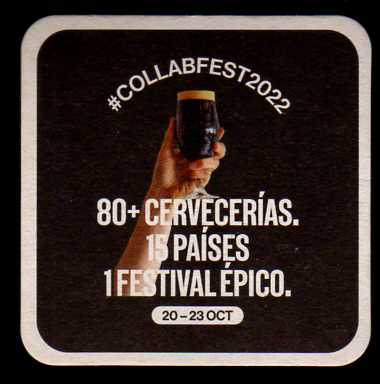 #COLLABFEST2022
80+ CERVECERÍAS.
15 PAÍSES
1 FESTIVAL ÉPICO.
20 – 23 OCT